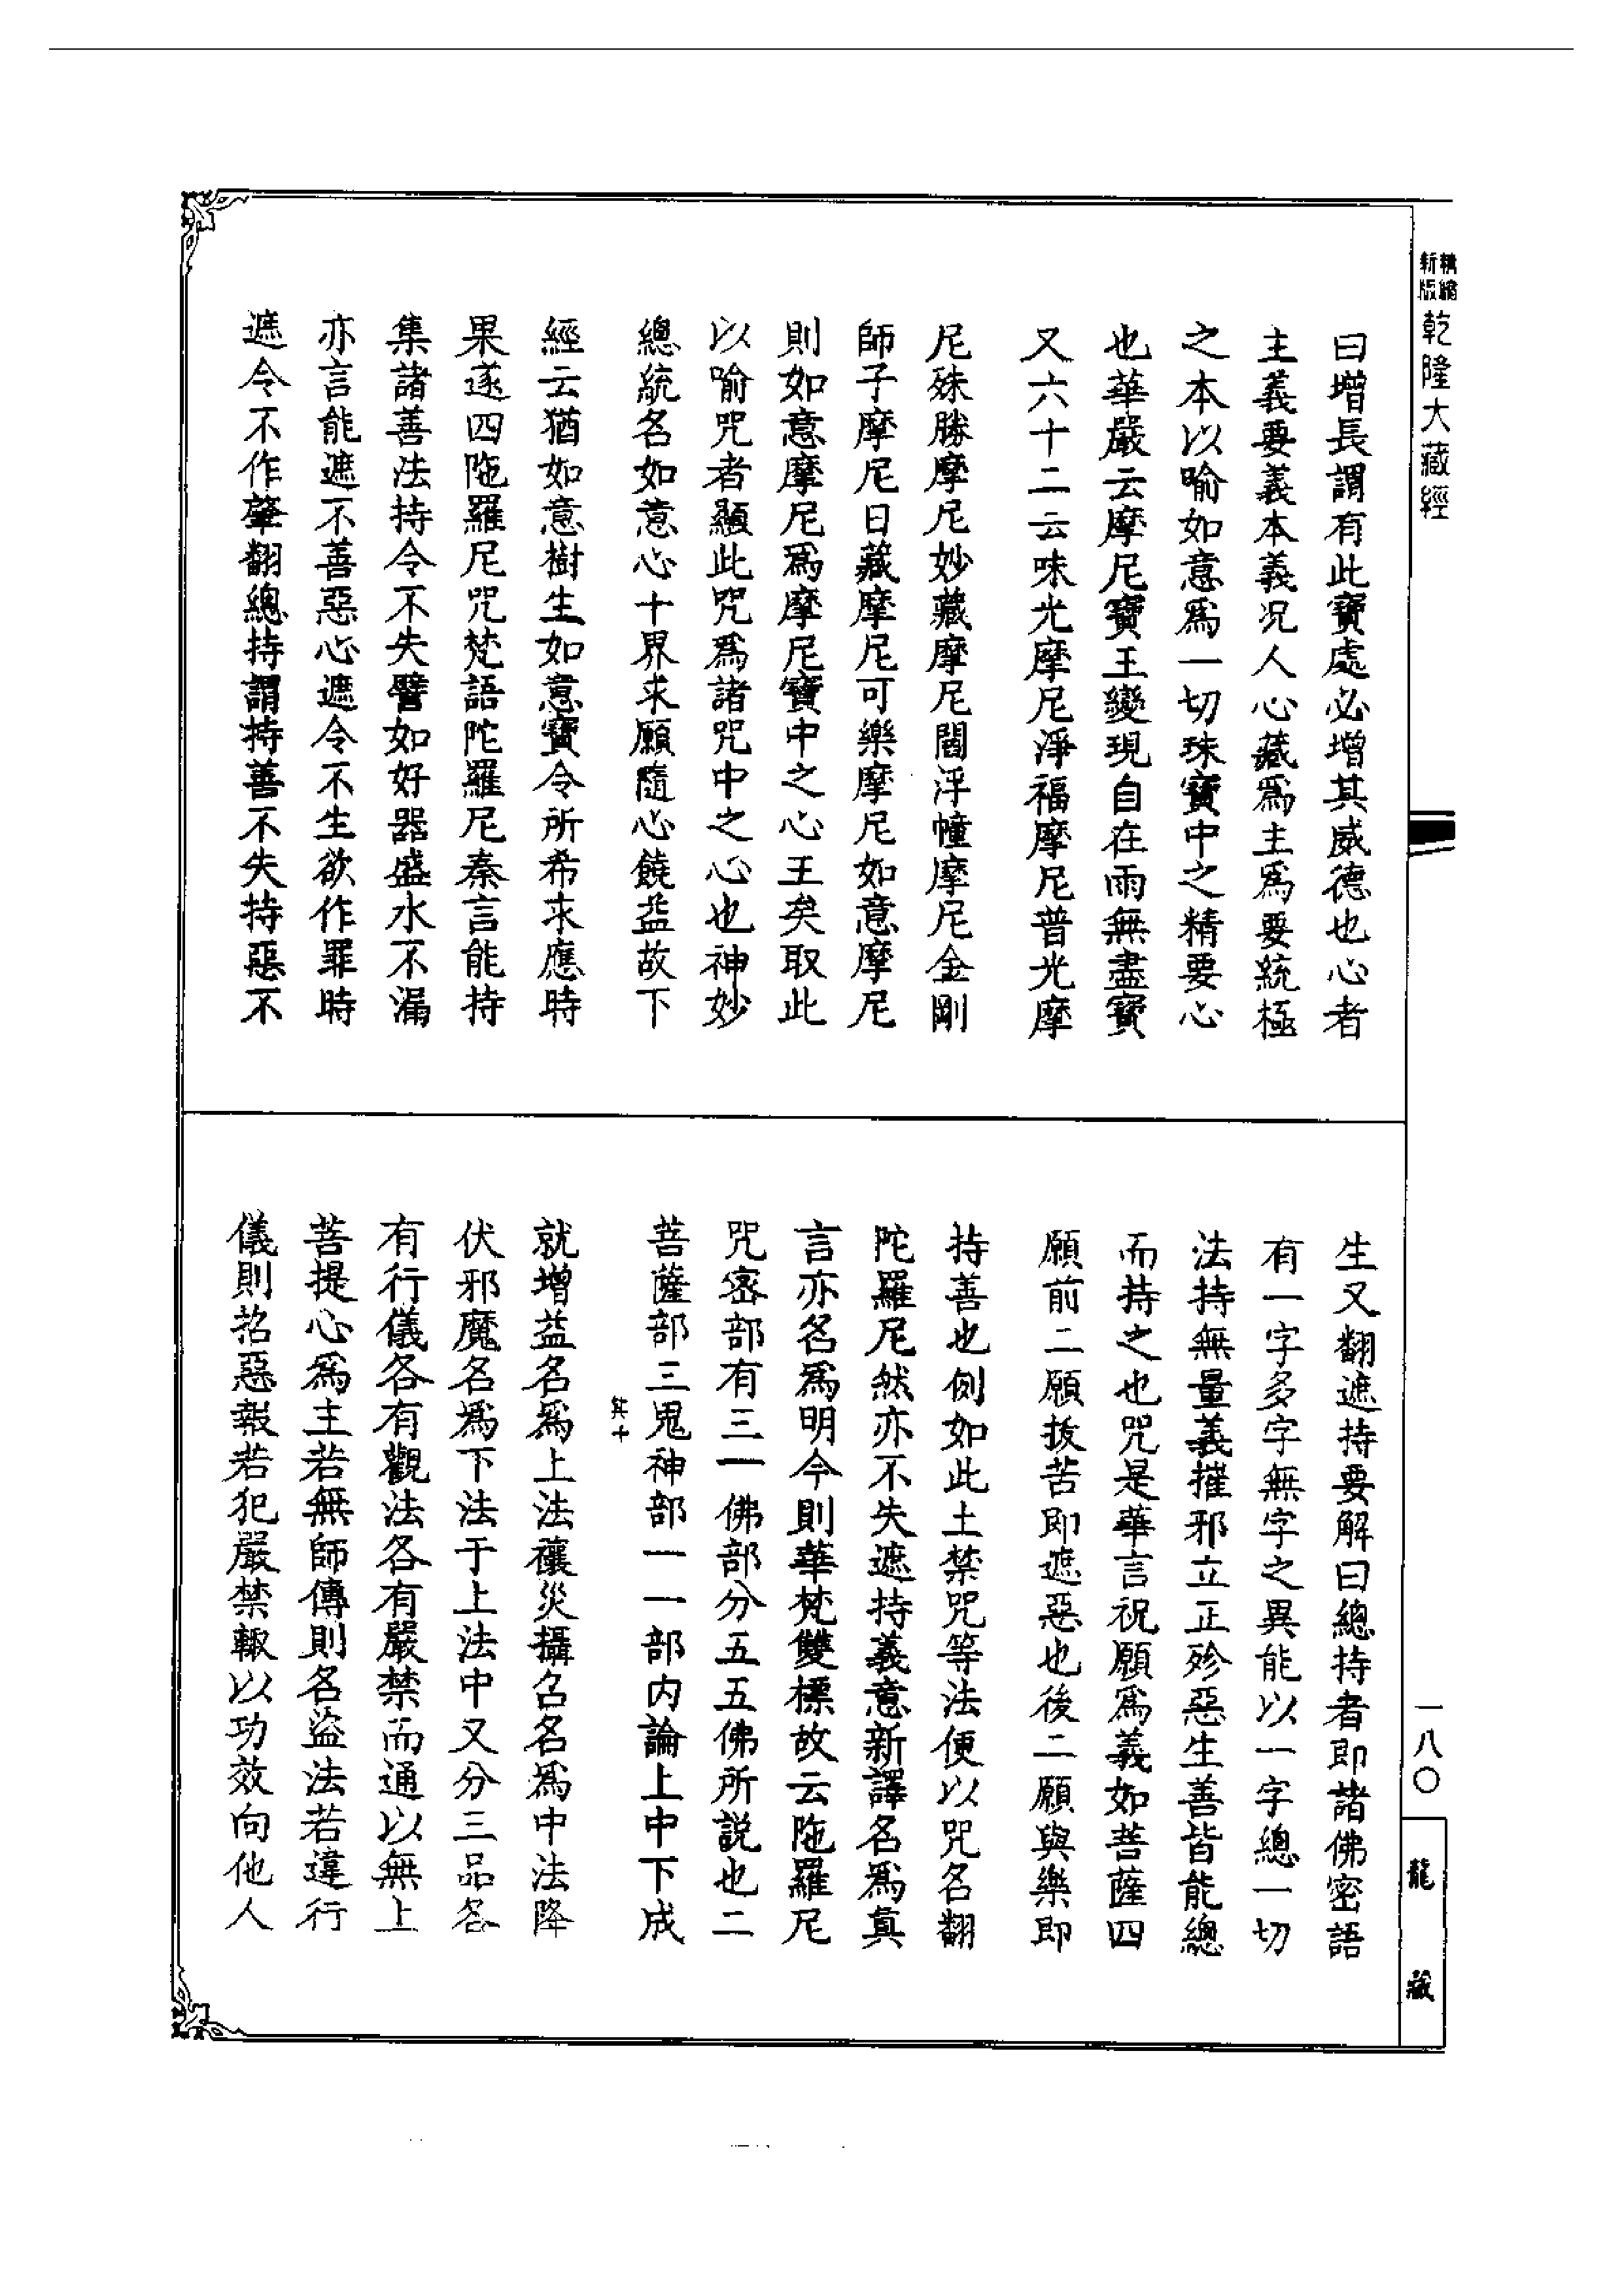 新版精縮乾隆大藏經
曰增長謂有此寶處必增其威德也心者
主義要義本義况人心藏爲主爲要統極
之本以喻如意爲一切珠寶中之精要心
也華嚴云摩尼寶王變現自在雨無盡寶
又六十二云味光摩尼淨福摩尼普光摩
尼殊勝摩尼妙藏摩尼閻浮幢摩尼金剛
師子摩尼日藏摩尼可樂摩尼如意摩尼
則如意摩尼爲摩尼寶中之心王矣取此
以喻咒者顯此咒爲諸咒中之心也神妙
總統名如意心十界求願隨心饒益故下
經云猶如意樹生如意寶令所希求應時
果遂四陁羅尼咒梵語陀羅尼秦言能持
集諸善法持令不失譬如好器盛水不漏
亦言能遮不善惡心遮令不生欲作罪時
遮令不作肇翻總持謂持善不失持惡不
生又翻遮持要解曰總持者即諸佛密語
有一字多字無字之異能以一字總一切
法持無量義摧邪立正殄惡生善皆能總
而持之也咒是華言祝願爲義如菩薩四
願前二願拔苦即遮惡也後二願與樂即
持善也例如此土禁咒等法便以咒名翻
陀羅尼然亦不失遮持義意新譯名爲真
言亦名爲明今則華梵雙標故云陁羅尼
咒密部有三一佛部分五五佛所説也二
菩薩部三鬼神部一一部内論上中下成
就增益名爲上法禳災攝召名爲中法降
伏邪魔名爲下法于上法中又分三品各
有行儀各有觀法各有嚴禁而通以無上
菩提心爲主若無師傳則名盜法若違行
儀則招惡報若犯嚴禁輙以功效向他人
一八〇
龍藏